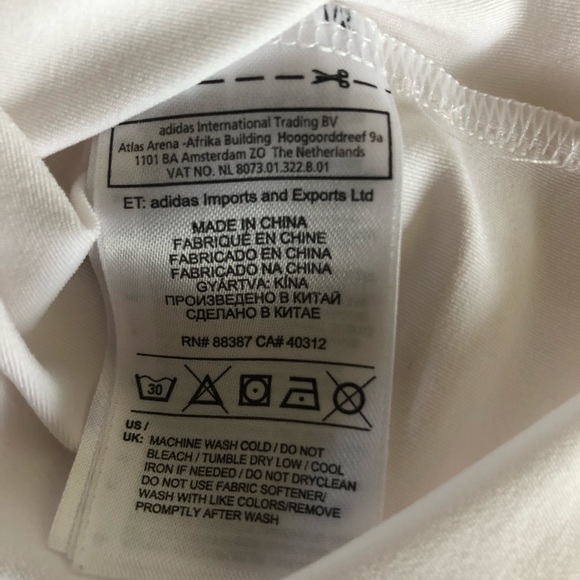 1/2
adidas International Trading BV
Atlas Arena -Afrika Building Hoogoorddreef 9a
1101 BA Amsterdam ZO The Netherlands
VAT NO. NL 8073.01.322.B.01
ET: adidas Imports and Exports Ltd
MADE IN CHINA
FABRIQUÉ EN CHINE
FABRICADO EN CHINA
FABRICADO NA CHINA
GYÁRTVA: KÍNA
ПРОИЗВЕДЕНО В КИТАЙ
СДЕЛАНО В КИТАЕ
RN# 88387 CA# 40312
30
US /
UK: MACHINE WASH COLD / DO NOT
BLEACH / TUMBLE DRY LOW / COOL
IRON IF NEEDED / DO NOT DRYCLEAN
DO NOT USE FABRIC SOFTENER/
WASH WITH LIKE COLORS/REMOVE
PROMPTLY AFTER WASH